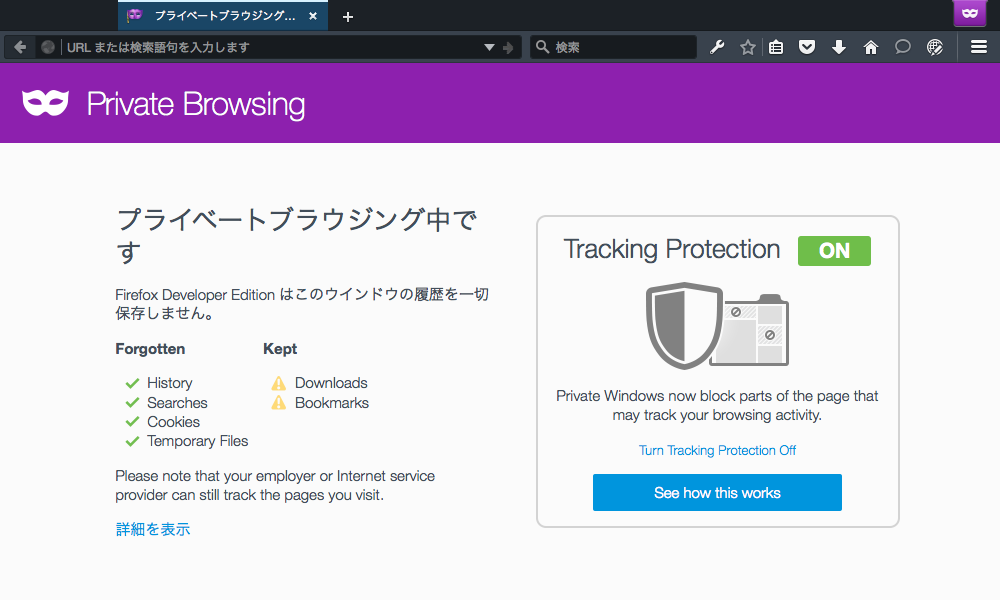 プライベートブラウジング...
URL または検索語句を入力します
検索
Private Browsing
プライベートブラウジング中で
す
Firefox Developer Edition はこのウインドウの履歴を一切
保存しません。
Forgotten
Kept
History
Searches
Cookies
Temporary Files
Downloads
Bookmarks
Please note that your employer or Internet service
provider can still track the pages you visit.
詳細を表示
Tracking Protection
ON
Private Windows now block parts of the page that
may track your browsing activity.
Turn Tracking Protection Off
See how this works